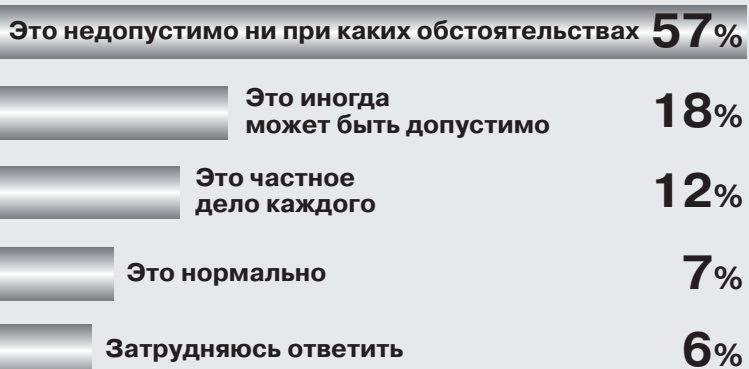 Это недопустимо ни при каких обстоятельствах 57%
Это иногда
может быть допустимо 18%
Это частное
дело каждого 12%
Это нормально 7%
Затрудняюсь ответить 6%